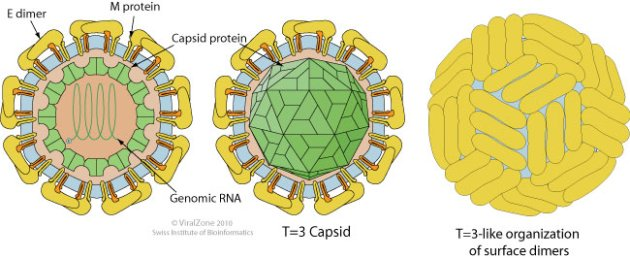 E dimer
M protein
Capsid protein
Genomic RNA
© ViralZone 2010
Swiss Institute of Bioinformatics
T=3 Capsid
T=3-like organization
of surface dimers